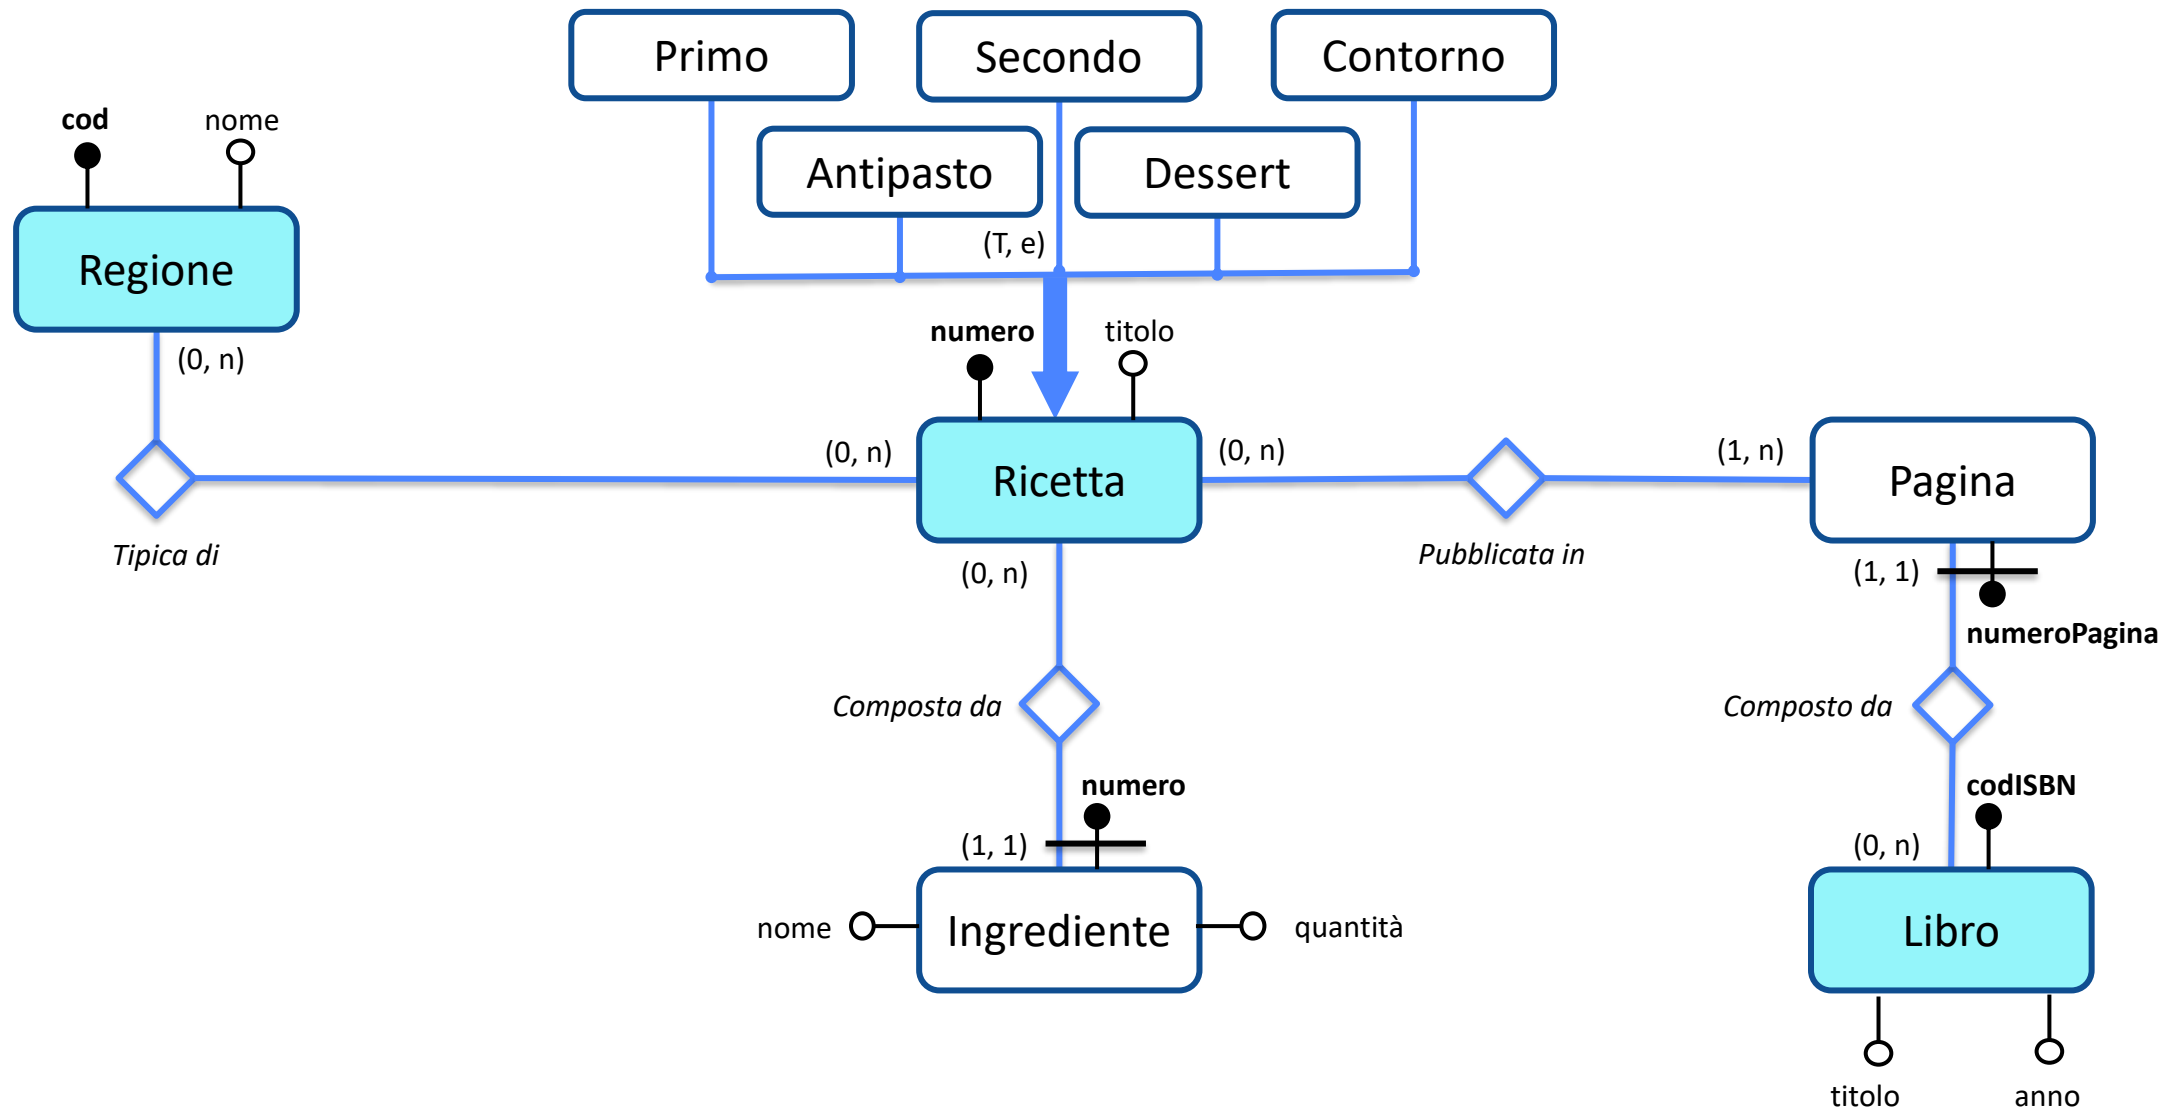 Primo
Secondo
Contorno
cod
nome
Antipasto
Dessert
(T, e)
Regione
numero
titolo
(0, n)
(0, n)
(0, n)
(1, n)
Ricetta
Pagina
Tipica di
Pubblicata in
(0, n)
(1, 1)
numeroPagina
Composta da
Composto da
numero
codISBN
(1, 1)
(0, n)
nome
Ingrediente
quantità
Libro
titolo
anno